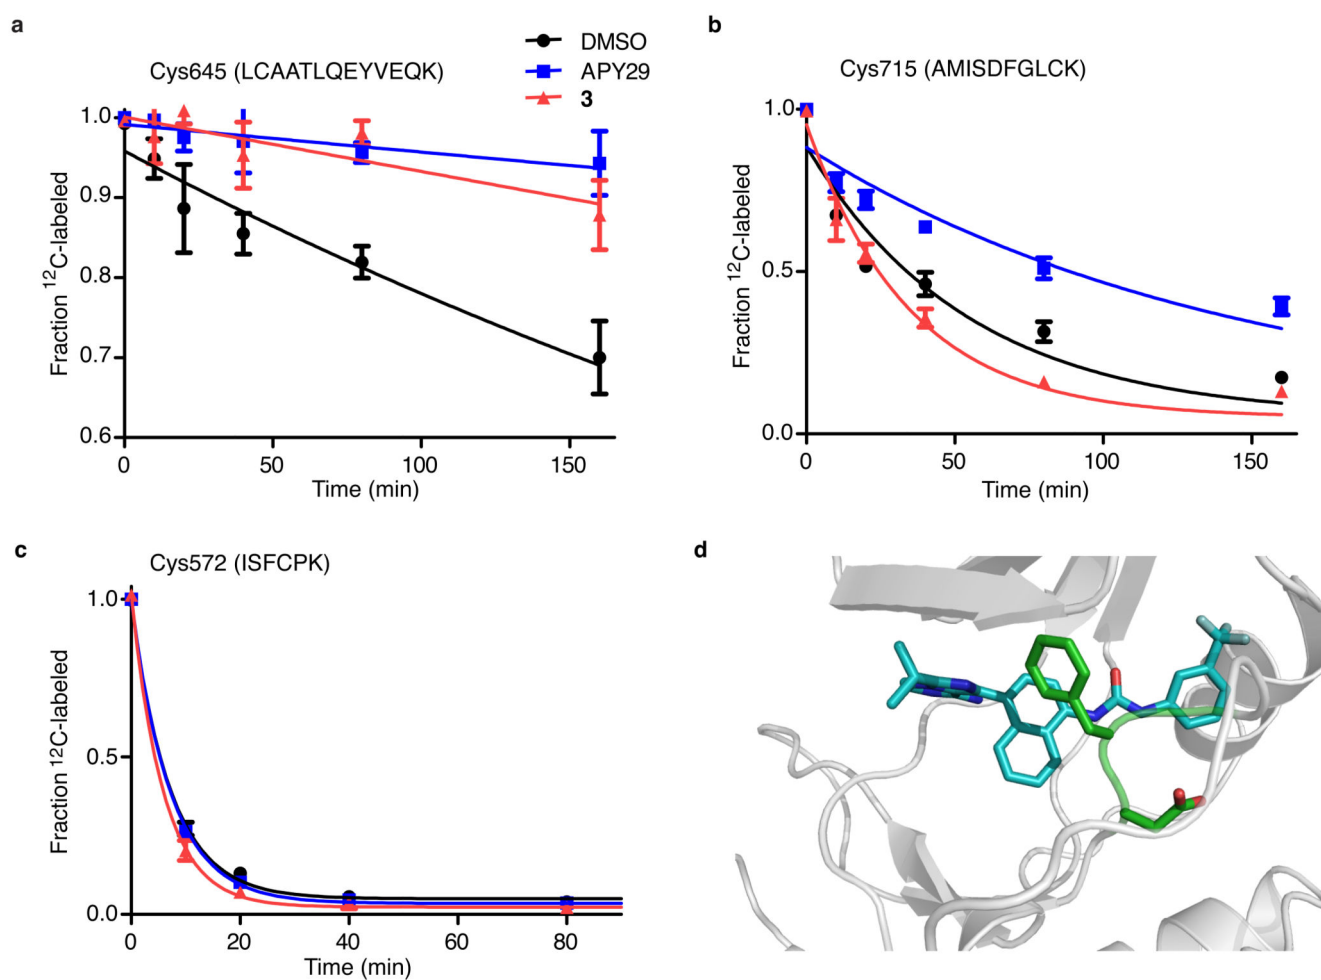 a
Cys645 (LCAATLQEYVEQK)
DMSO
APY29
3
1.0
0.9
0.8
0.7
0.6
Fraction ¹²C-labeled
0
50
100
150
Time (min)
b
Cys715 (AMISDFGLCK)
1.0
0.5
0.0
Fraction ¹²C-labeled
0
50
100
150
Time (min)
c
Cys572 (ISFCPK)
1.0
0.5
0.0
Fraction ¹²C-labeled
0
20
40
60
80
Time (min)
d